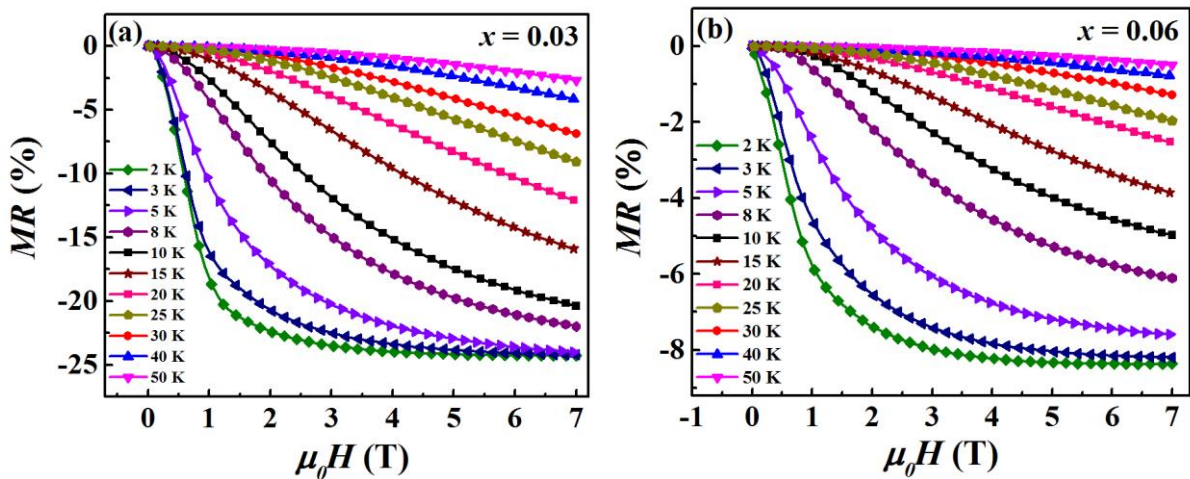 (a)
x = 0.03
0
-5
-10
-15
-20
-25
MR (%)
2 K
3 K
5 K
8 K
10 K
15 K
20 K
25 K
30 K
40 K
50 K
0 1 2 3 4 5 6 7
μ₀H (T)
(b)
x = 0.06
0
-2
-4
-6
-8
MR (%)
2 K
3 K
5 K
8 K
10 K
15 K
20 K
25 K
30 K
40 K
50 K
-1 0 1 2 3 4 5 6 7
μ₀H (T)